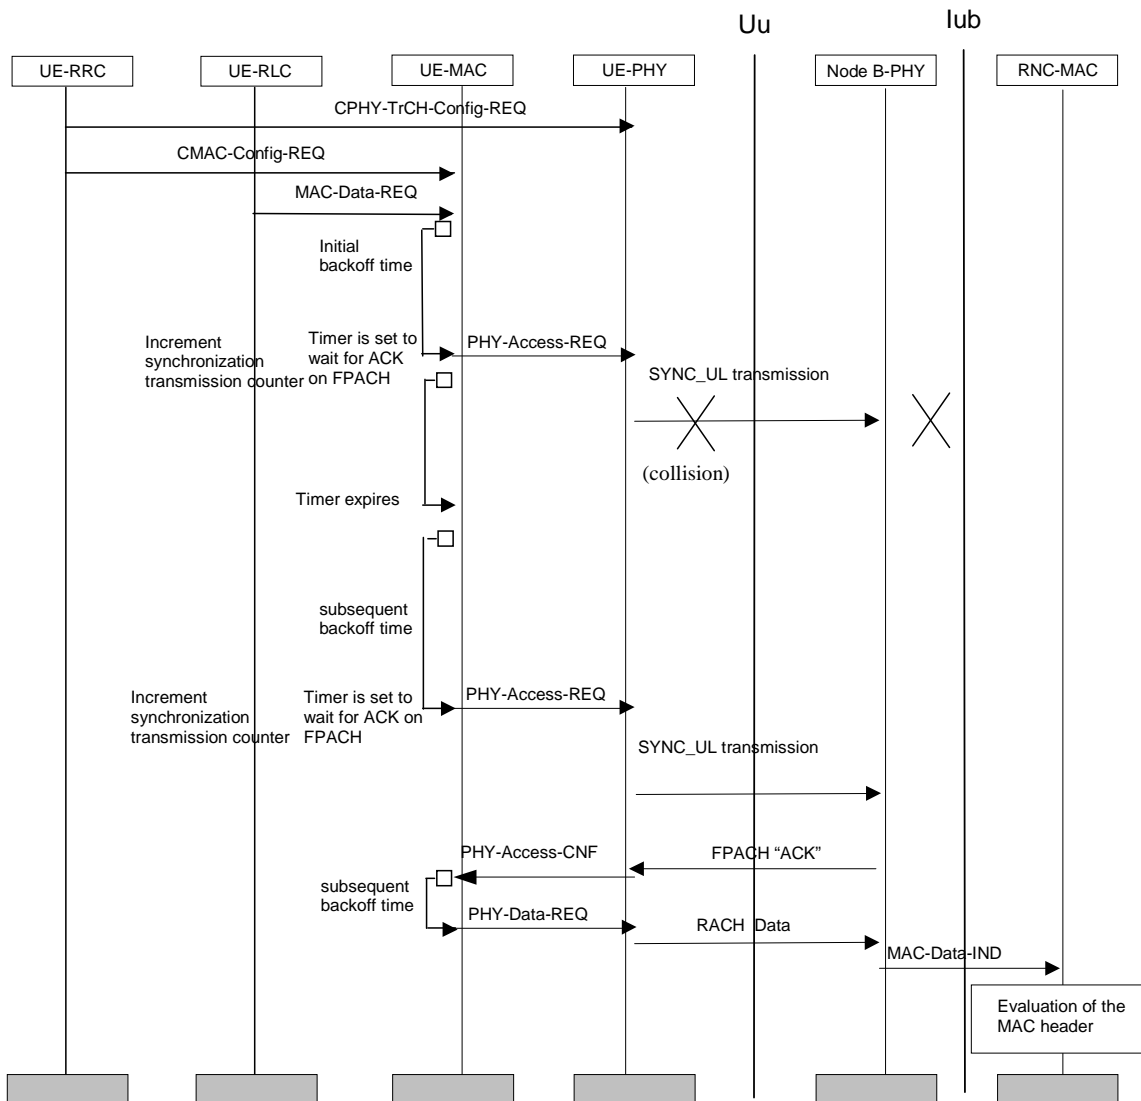 Uu
Iub
UE-RRC
UE-RLC
UE-MAC
UE-PHY
Node B-PHY
RNC-MAC
CPHY-TrCH-Config-REQ
CMAC-Config-REQ
MAC-Data-REQ
Initial
backoff time
Increment
synchronization
transmission counter
Timer is set to
wait for ACK
on FPACH
PHY-Access-REQ
SYNC_UL transmission
(collision)
Timer expires
subsequent
backoff time
Increment
synchronization
transmission counter
Timer is set to
wait for ACK on
FPACH
PHY-Access-REQ
SYNC_UL transmission
PHY-Access-CNF
FPACH “ACK”
subsequent
backoff time
PHY-Data-REQ
RACH Data
MAC-Data-IND
Evaluation of the
MAC header